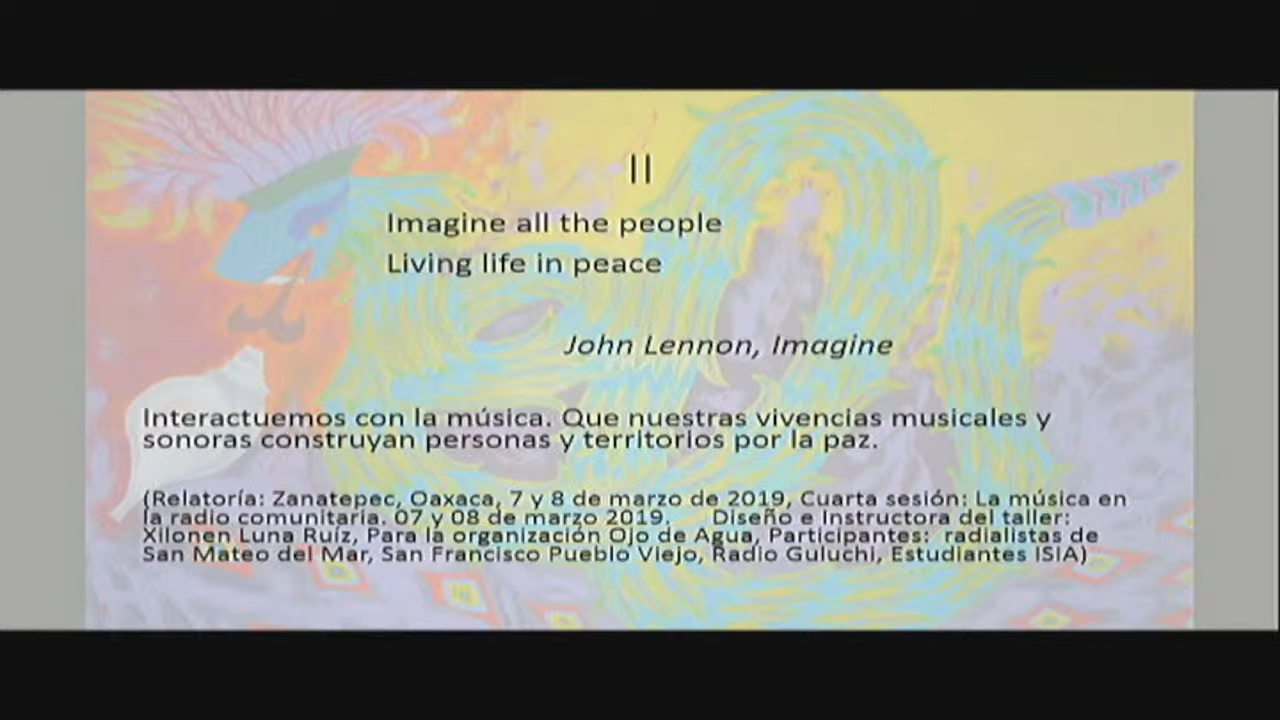 II
Imagine all the people
Living life in peace
John Lennon, Imagine
Interactuemos con la música. Que nuestras vivencias musicales y
sonoras construyan personas y territorios por la paz.
(Relatoría: Zanatepec, Oaxaca, 7 y 8 de marzo de 2019, Cuarta sesión: La música en
la radio comunitaria. 07 y 08 de marzo 2019. Diseño e Instructora del taller:
Xilonen Luna Ruíz, Para la organización Ojo de Agua, Participantes: radialistas de
San Mateo del Mar, San Francisco Pueblo Viejo, Radio Guluchi, Estudiantes ISIA)